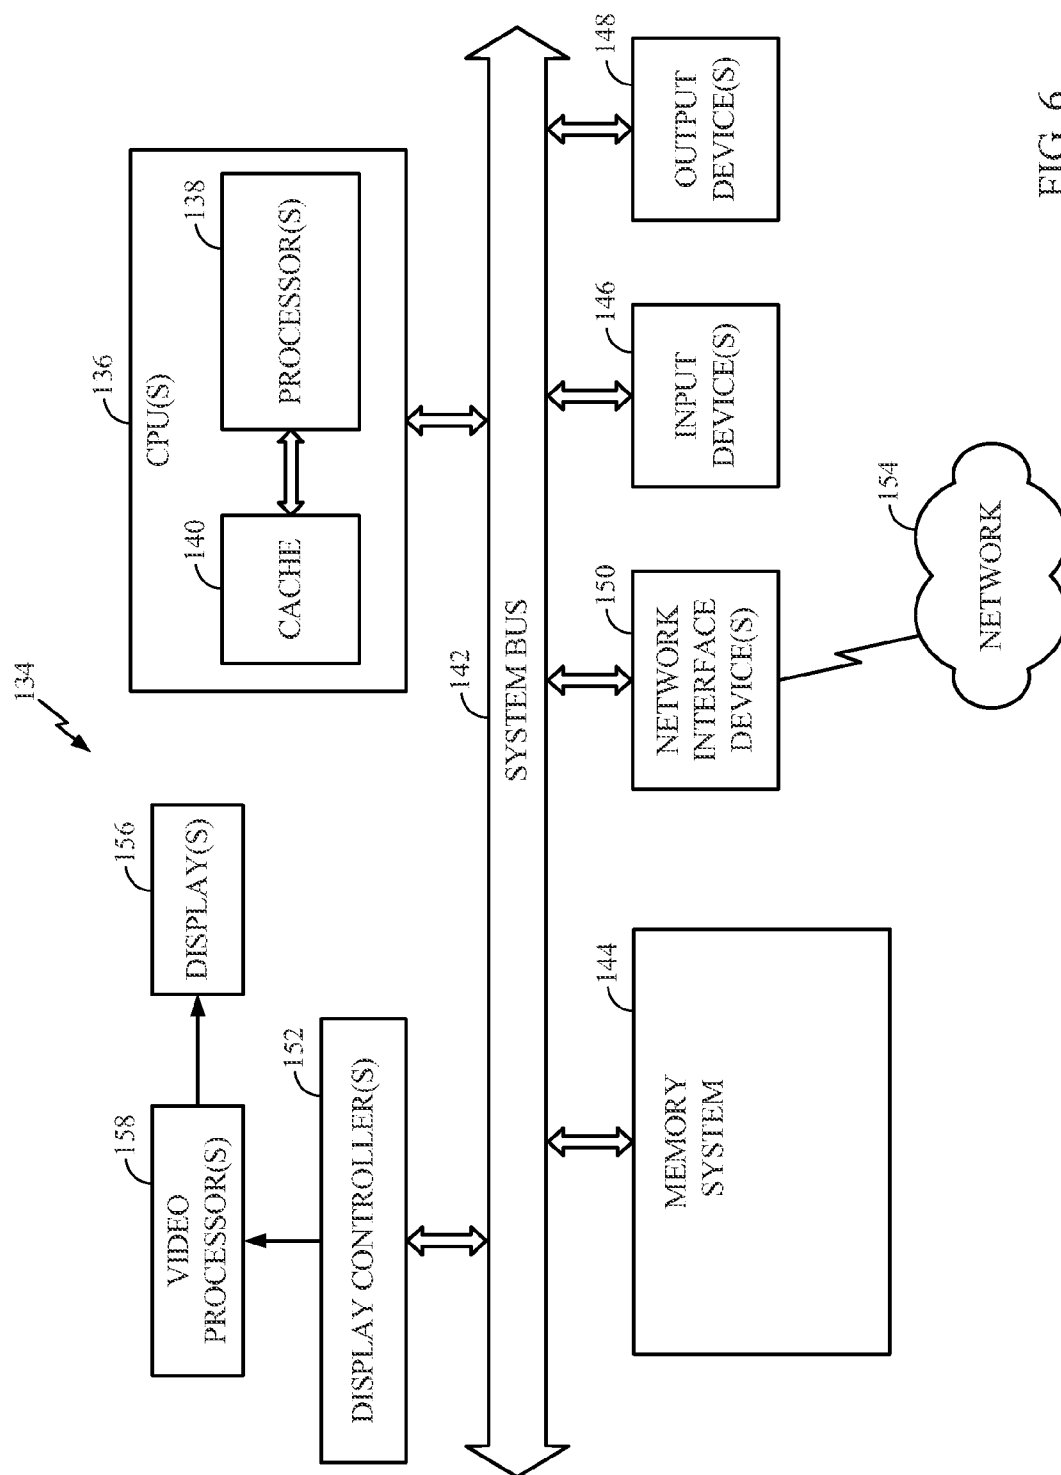 134
136
CPU(S)
158
VIDEO
PROCESSOR(S)
156
DISPLAY(S)
140
CACHE
138
PROCESSOR(S)
152
DISPLAY CONTROLLER(S)
142
SYSTEM BUS
144
MEMORY
SYSTEM
150
NETWORK
INTERFACE
DEVICE(S)
146
INPUT
DEVICE(S)
148
OUTPUT
DEVICE(S)
154
NETWORK
FIG. 6